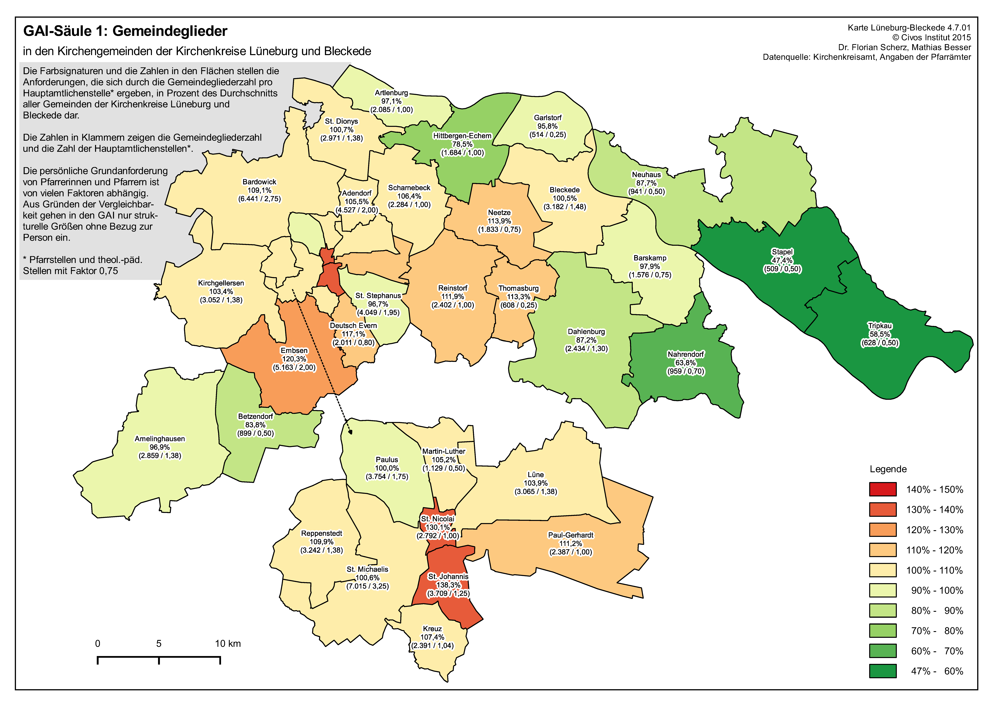 GAI-Säule 1: Gemeindeglieder
in den Kirchengemeinden der Kirchenkreise Lüneburg und Bleckede
Karte Lüneburg-Bleckede 4.7.01
© Civos Institut 2015
Dr. Florian Scherz, Mathias Besser
Datenquelle: Kirchenkreisamt, Angaben der Pfarrämter
Die Farbsignaturen und die Zahlen in den Flächen stellen die
Anforderungen, die sich durch die Gemeindegliederzahl pro
Hauptamtlichenstelle* ergeben, in Prozent des Durchschnitts
aller Gemeinden der Kirchenkreise Lüneburg und
Bleckede dar.
Die Zahlen in Klammern zeigen die Gemeindegliederzahl
und die Zahl der Hauptamtlichenstellen*.
Die persönliche Grundanforderung
von Pfarrerinnen und Pfarrern ist
von vielen Faktoren abhängig.
Aus Gründen der Vergleichbar-
keit gehen in den GAI nur struk-
turelle Größen ohne Bezug zur
Person ein.
* Pfarrstellen und theol.-päd.
Stellen mit Faktor 0,75
Artlenburg
97,1%
(2.085 / 1,00)
St. Dionys
100,7%
(2.971 / 1,38)
Hittbergen-Echem
78,5%
(1.684 / 1,00)
Garlstorf
95,8%
(514 / 0,25)
Bardowick
109,1%
(6.441 / 2,75)
Adendorf
105,5%
(4.527 / 2,00)
Scharnebeck
106,4%
(2.284 / 1,00)
Neetze
113,9%
(1.833 / 0,75)
Bleckede
100,5%
(3.182 / 1,48)
Neuhaus
87,7%
(941 / 0,50)
Barskamp
97,9%
(1.576 / 0,75)
Stapel
47,4%
(509 / 0,50)
Tripkau
58,5%
(628 / 0,50)
Kirchgellersen
103,4%
(3.052 / 1,38)
St. Stephanus
96,7%
(4.049 / 1,95)
Reinstorf
111,9%
(2.402 / 1,00)
Thomasburg
113,3%
(608 / 0,25)
Deutsch Evern
117,1%
(2.011 / 0,80)
Dahlenburg
87,2%
(2.434 / 1,30)
Nahrendorf
63,8%
(959 / 0,70)
Embsen
120,3%
(5.163 / 2,00)
Betzendorf
83,8%
(899 / 0,50)
Amelinghausen
96,9%
(2.859 / 1,38)
Paulus
100,0%
(3.754 / 1,75)
Martin-Luther
105,2%
(1.129 / 0,50)
Lüne
103,9%
(3.065 / 1,38)
St. Nicolai
130,1%
(2.792 / 1,00)
Paul-Gerhardt
111,2%
(2.387 / 1,00)
Reppenstedt
109,9%
(3.242 / 1,38)
St. Michaelis
100,6%
(7.015 / 3,25)
St. Johannis
138,3%
(3.709 / 1,25)
Kreuz
107,4%
(2.391 / 1,04)
Legende
140% - 150%
130% - 140%
120% - 130%
110% - 120%
100% - 110%
90% - 100%
80% - 90%
70% - 80%
60% - 70%
47% - 60%
0 5 10 km